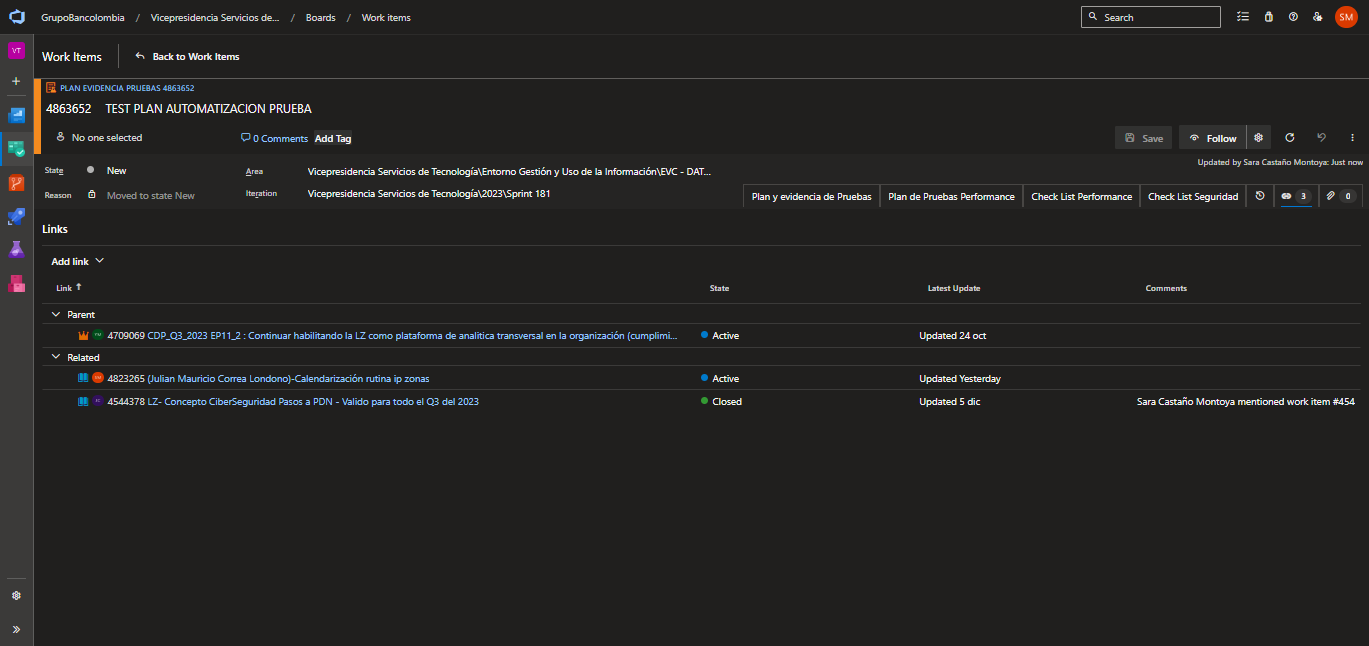 GrupoBancolombia / Vicepresidencia Servicios de... / Boards / Work items
Search
SM
VT
Work Items
Back to Work Items
PLAN EVIDENCIA PRUEBAS 4863652
4863652 TEST PLAN AUTOMATIZACION PRUEBA
No one selected
0 Comments
Add Tag
Save
Follow
Updated by Sara Castaño Montoya: Just now
State New
Area Vicepresidencia Servicios de Tecnología\Entorno Gestión y Uso de la Información\EVC - DAT...
Reason Moved to state New
Iteration Vicepresidencia Servicios de Tecnología\2023\Sprint 181
Plan y evidencia de Pruebas
Plan de Pruebas Performance
Check List Performance
Check List Seguridad
3
0
Links
Add link
Link State Latest Update Comments
Parent
4709069 CDP_Q3_2023 EP11_2 : Continuar habilitando la LZ como plataforma de analitica transversal en la organización (cumplimi... Active Updated 24 oct
Related
4823265 (Julian Mauricio Correa Londono)-Calendarización rutina ip zonas Active Updated Yesterday
4544378 LZ- Concepto CiberSeguridad Pasos a PDN - Valido para todo el Q3 del 2023 Closed Updated 5 dic Sara Castaño Montoya mentioned work item #454